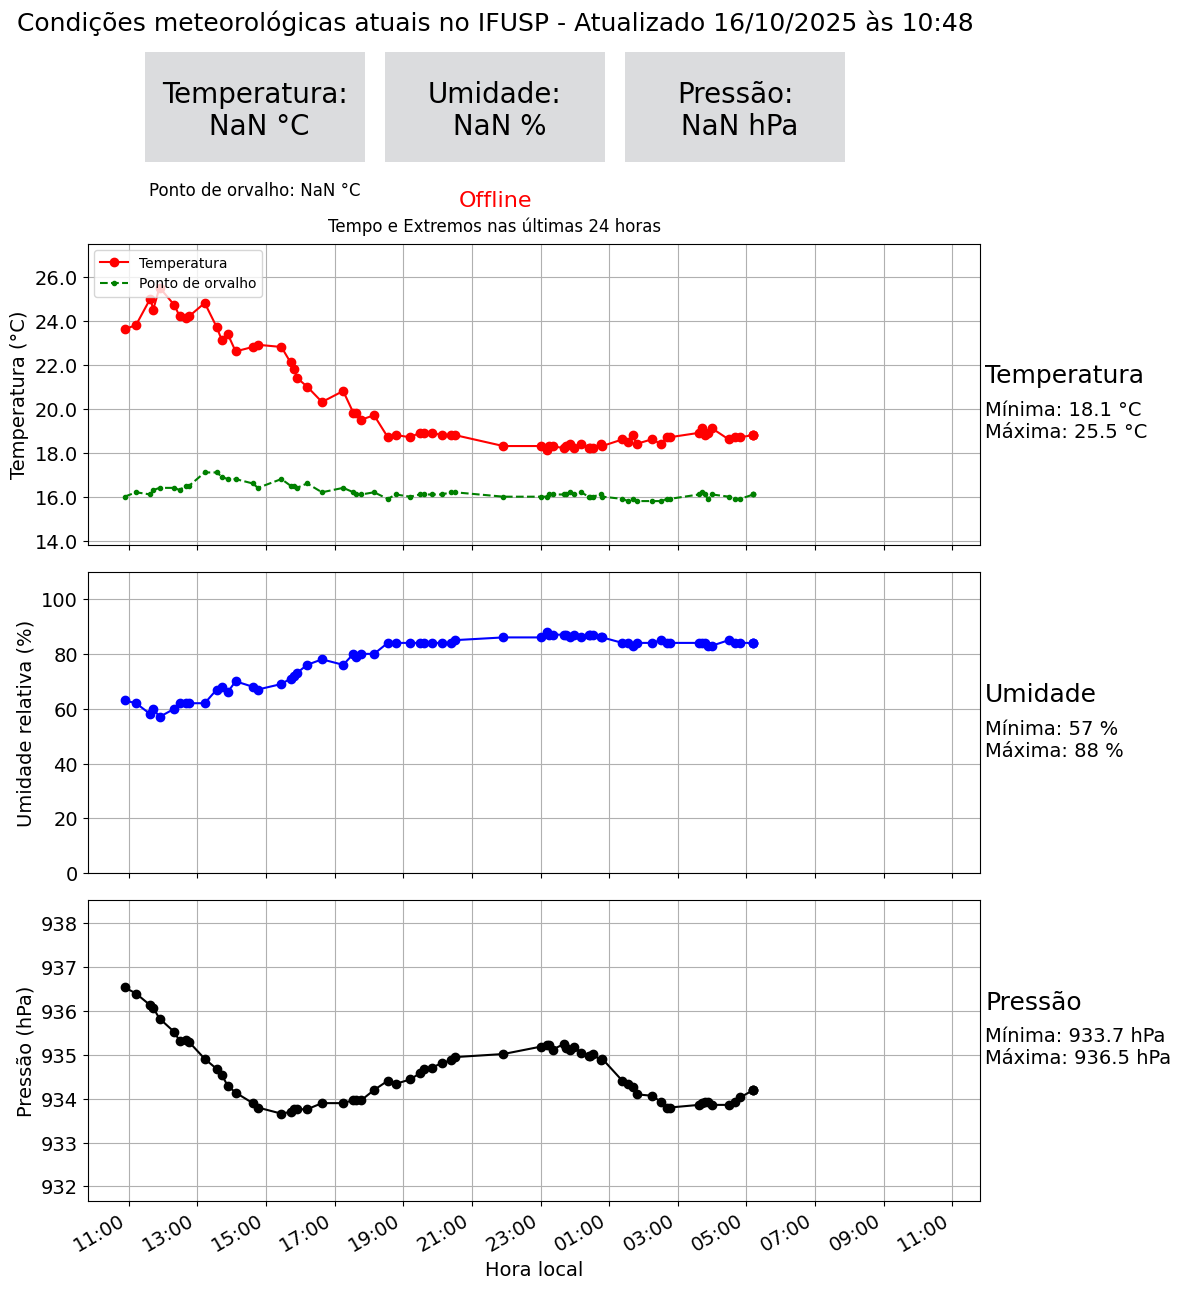 Condições meteorológicas atuais no IFUSP - Atualizado 16/10/2025 às 10:48
Temperatura:
NaN °C
Umidade:
NaN %
Pressão:
NaN hPa
Ponto de orvalho: NaN °C
Offline
Tempo e Extremos nas últimas 24 horas
Temperatura
Ponto de orvalho
Temperatura (°C)
26.0
24.0
22.0
20.0
18.0
16.0
14.0
Temperatura
Mínima: 18.1 °C
Máxima: 25.5 °C
Umidade relativa (%)
100
80
60
40
20
0
Umidade
Mínima: 57 %
Máxima: 88 %
Pressão (hPa)
938
937
936
935
934
933
932
Pressão
Mínima: 933.7 hPa
Máxima: 936.5 hPa
11:00
13:00
15:00
17:00
19:00
21:00
23:00
01:00
03:00
05:00
07:00
09:00
11:00
Hora local